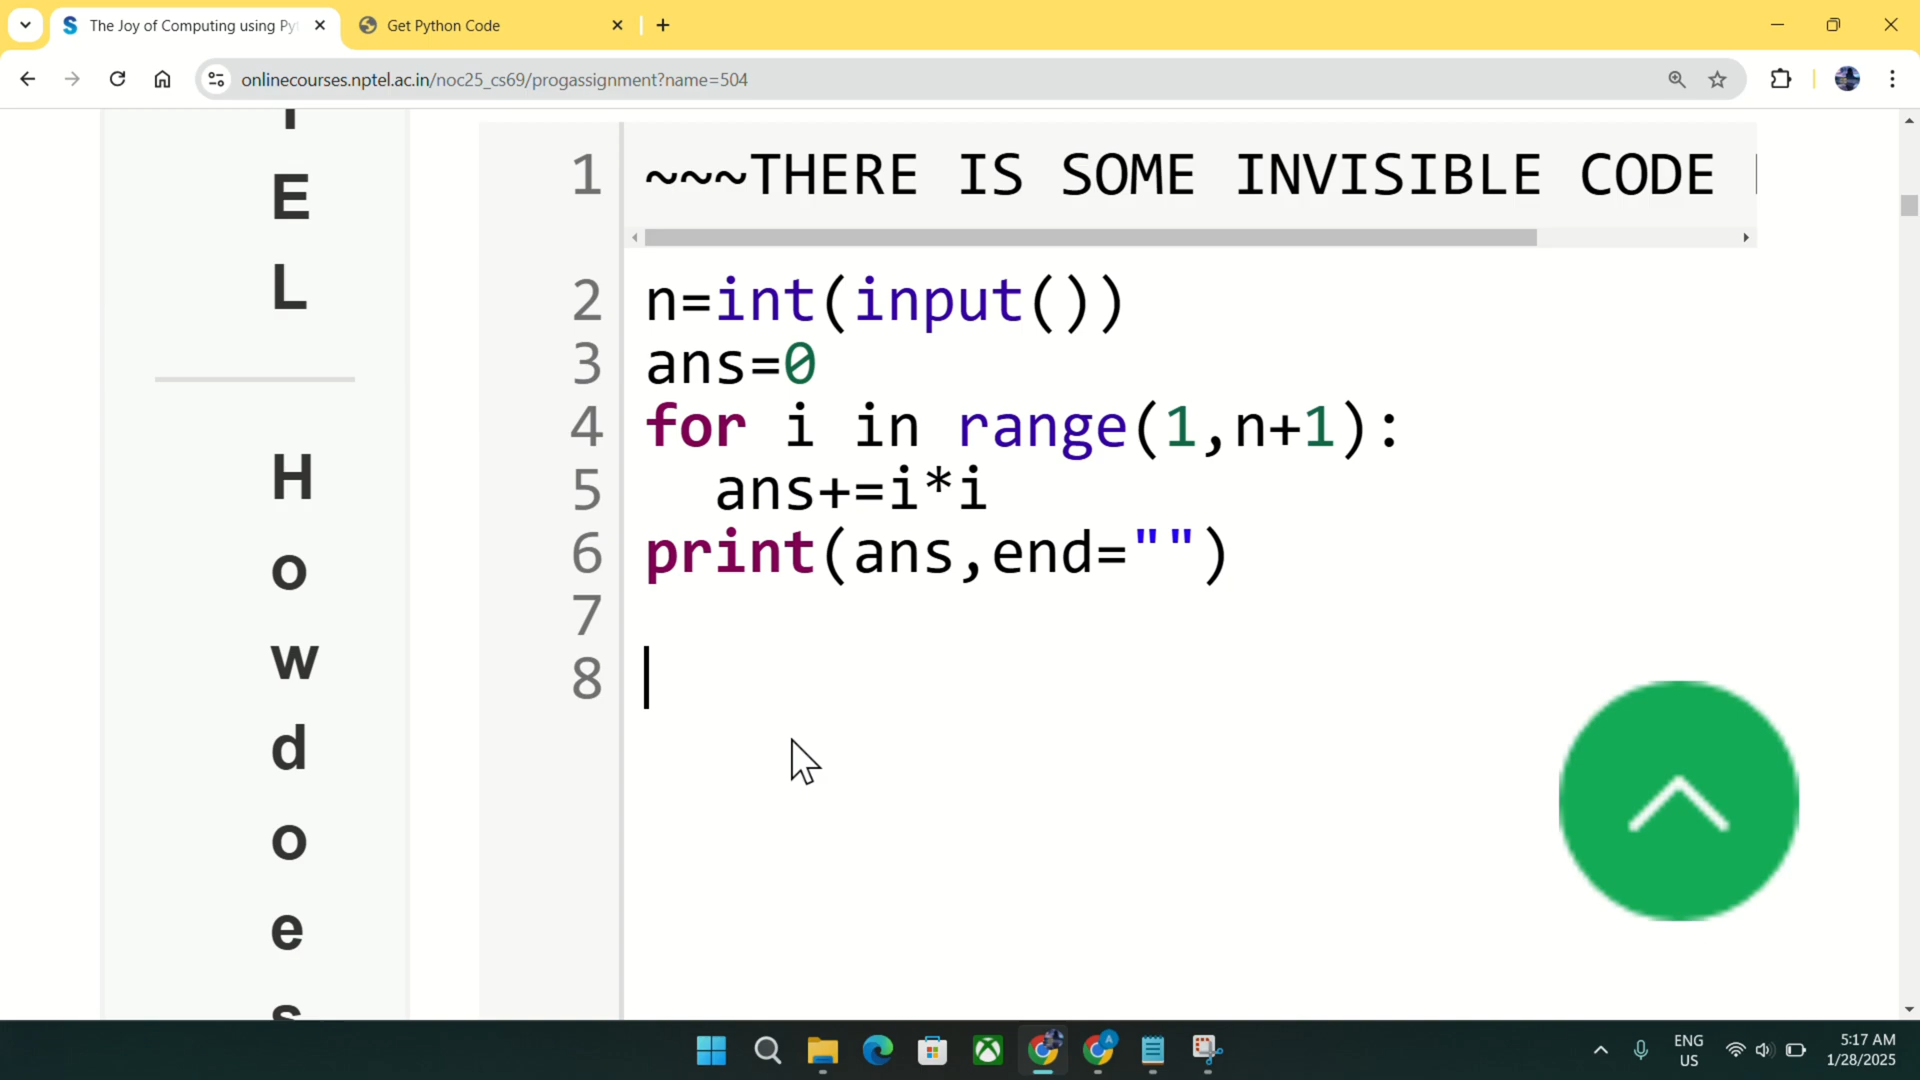 The Joy of Computing using Pyt
Get Python Code
onlinecourses.nptel.ac.in/noc25_cs69/progassignment?name=504
E
L
H
o
w
d
o
e
s
1 ~~~THERE IS SOME INVISIBLE CODE
2 n=int(input())
3 ans=0
4 for i in range(1,n+1):
5 ans+=i*i
6 print(ans,end="")
7
8
ENG
US
5:17 AM
1/28/2025